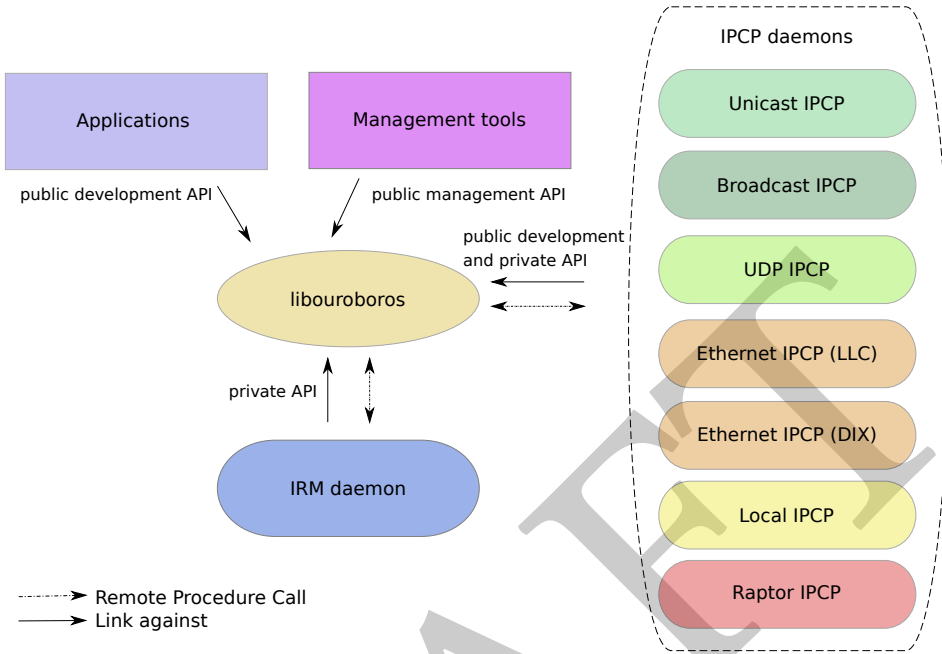 IPCP daemons
Applications
Management tools
Unicast IPCP
public development API
public management API
Broadcast IPCP
public development
and private API
UDP IPCP
libouroboros
Ethernet IPCP (LLC)
private API
Ethernet IPCP (DIX)
IRM daemon
Local IPCP
Raptor IPCP
Remote Procedure Call
Link against